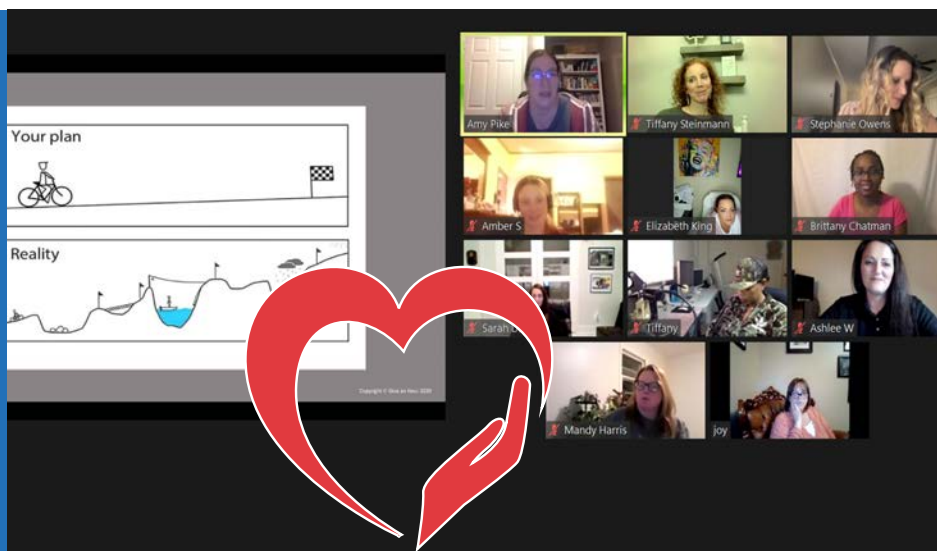 Your plan
Reality
Amy Pike
Tiffany Steinmann
Stephanie Owens
Amber S
Elizabeth King
Brittany Chatman
Sarah
Tiffany
Ashlee W
Mandy Harris
joy